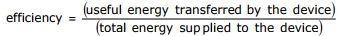 efficiency = (useful energy transferred by the device)
(total energy supplied to the device)